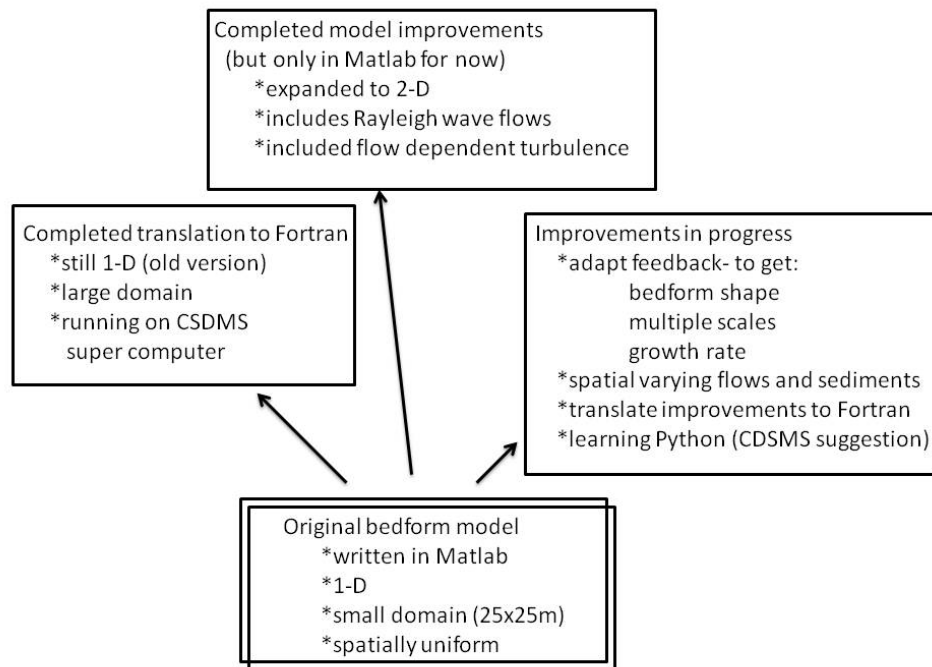 Completed model improvements
(but only in Matlab for now)
*expanded to 2-D
*includes Rayleigh wave flows
*included flow dependent turbulence
Completed translation to Fortran
*still 1-D (old version)
*large domain
*running on CSDMS
super computer
Improvements in progress
*adapt feedback- to get:
bedform shape
multiple scales
growth rate
*spatial varying flows and sediments
*translate improvements to Fortran
*learning Python (CDSMS suggestion)
Original bedform model
*written in Matlab
*1-D
*small domain (25x25m)
*spatially uniform